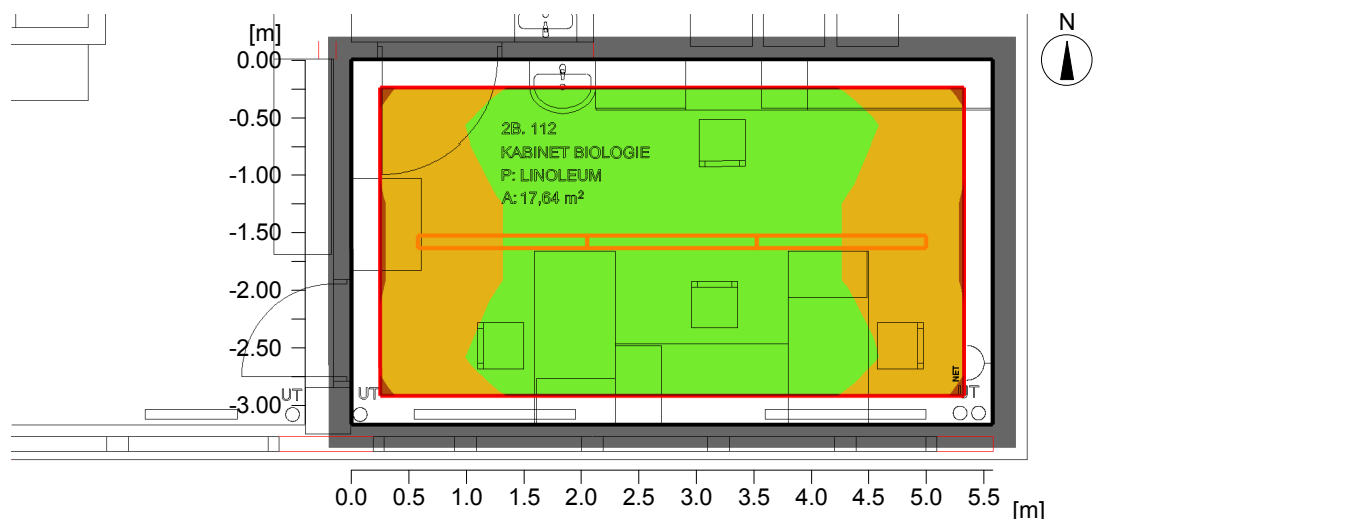 N
[m]
0.00
-0.50
-1.00
-1.50
-2.00
-2.50
-3.00
2B. 112
KABINET BIOLOGIE
P: LINOLEUM
A: 17,64 m²
NET
UT
UT
UT
0.0 0.5 1.0 1.5 2.0 2.5 3.0 3.5 4.0 4.5 5.0 5.5
[m]